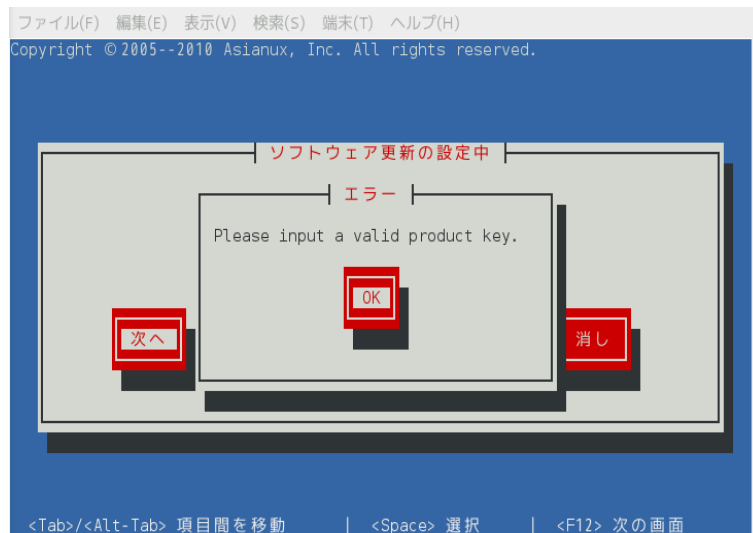 ファイル(F) 編集(E) 表示(V) 検索(S) 端末(T) ヘルプ(H)
Copyright ©2005--2010 Asianux, Inc. All rights reserved.
ソフトウェア更新の設定中
エラー
Please input a valid product key.
OK
次へ 消し
<Tab>/<Alt-Tab> 項目間を移動 | <Space> 選択 | <F12> 次の画面